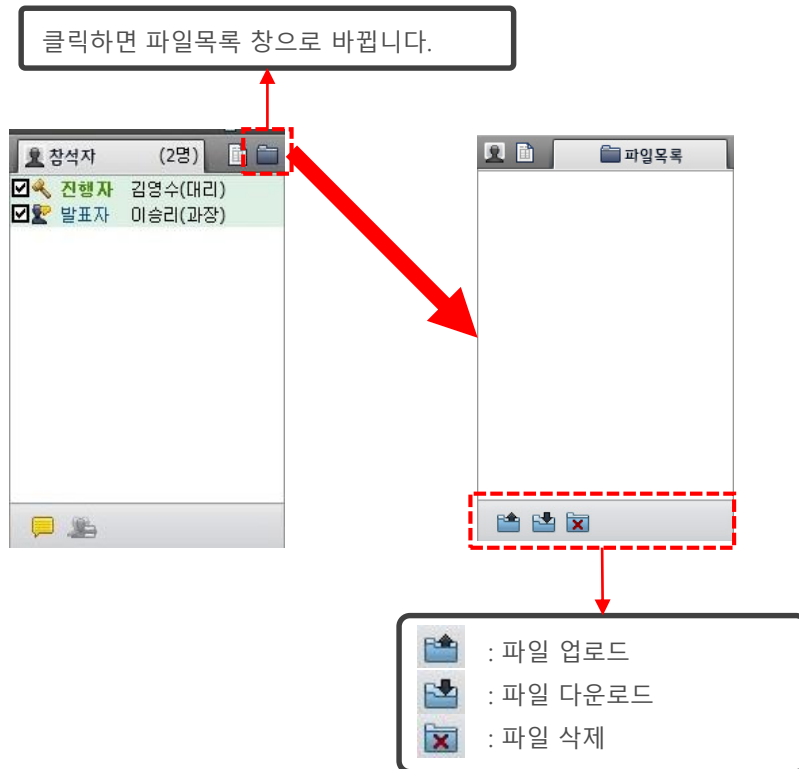 클릭하면 파일목록 창으로 바뀝니다.
참석자 (2명)
진행자 김영수(대리)
발표자 이승리(과장)
파일목록
: 파일 업로드
: 파일 다운로드
: 파일 삭제